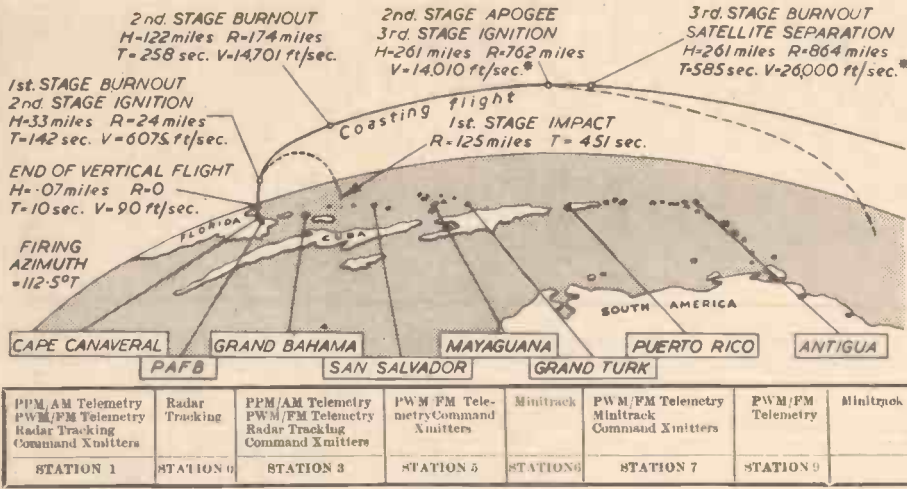 2nd. STAGE BURNOUT
H=122 miles R=174 miles
T=258 sec. V=14,701 ft/sec.
2nd. STAGE APOGEE
3rd. STAGE IGNITION
H=261 miles R=762 miles
V=14,010 ft/sec.*
3rd. STAGE BURNOUT
SATELLITE SEPARATION
H=261 miles R=864 miles
T=585 sec. V=26,000 ft/sec.*
1st. STAGE BURNOUT
2nd. STAGE IGNITION
H=33 miles R=24 miles
T=142 sec. V=6075 ft/sec.
Coasting flight
1st. STAGE IMPACT
R=125 miles T=451 sec.
END OF VERTICAL FLIGHT
H=·07 miles R=0
T=10 sec. V=90 ft/sec.
FLORIDA
CUBA
FIRING
AZIMUTH
=112.5°T
SOUTH AMERICA
CAPE CANAVERAL
GRAND BAHAMA
MAYAGUANA
PUERTO RICO
ANTIGUA
PAFB
SAN SALVADOR
GRAND TURK
PPM/AM Telemetry
PWM/FM Telemetry
Radar Tracking
Command Xmitters
STATION 1
Radar
Tracking
STATION
PPM/AM Telemetry
PWM/FM Telemetry
Radar Tracking
Command Xmitters
STATION 3
PWM/FM Tele-
metry Command
Xmitters
STATION 5
Minitrack
STATION 6
PWM/FM Telemetry
Minitrack
Command Xmitters
STATION 7
PWM/FM
Telemetry
STATION 9
Minitrack